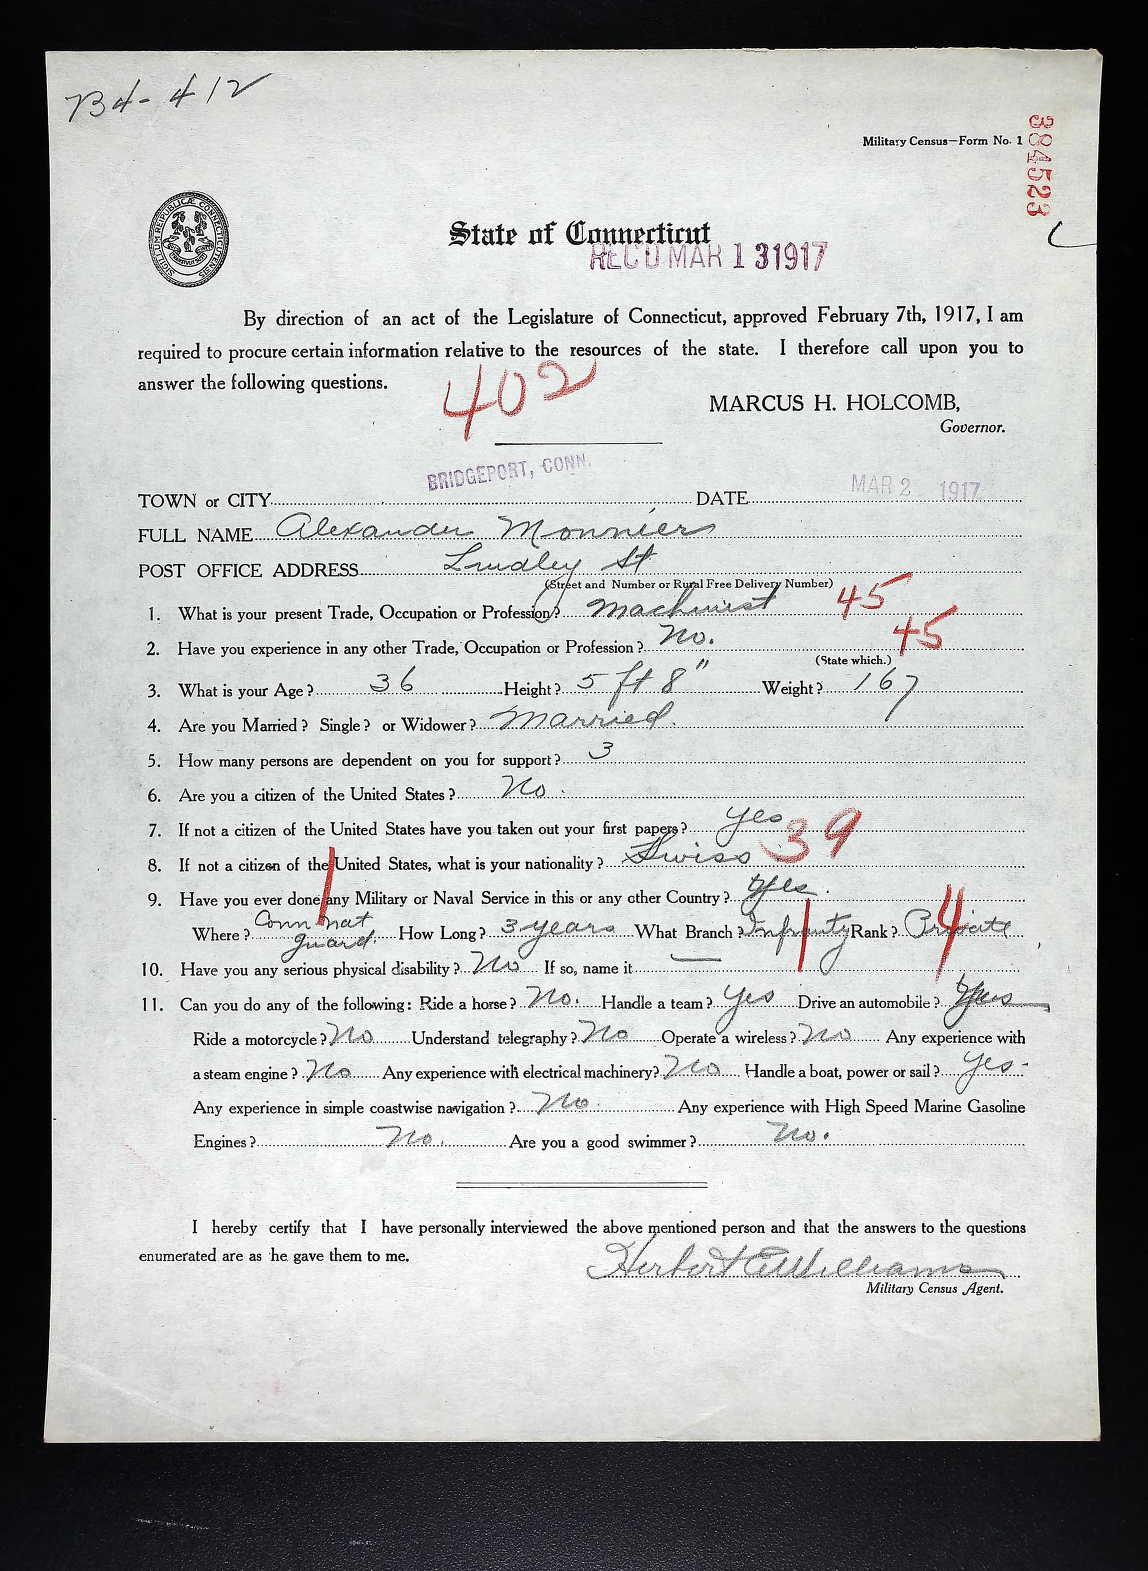 B4-412
Military Census—Form No. 1
384523
SIGILLUM REIPUBLICÆ CONNECTICUTENSIS
State of Connecticut
REC'D MAR 13 1917
By direction of an act of the Legislature of Connecticut, approved February 7th, 1917, I am
required to procure certain information relative to the resources of the state. I therefore call upon you to
answer the following questions.
402
MARCUS H. HOLCOMB,
Governor.
BRIDGEPORT, CONN. MAR 2 1917
TOWN or CITY DATE
FULL NAME Alexander Monnier
POST OFFICE ADDRESS Lindley St
(Street and Number or Rural Free Delivery Number)
1. What is your present Trade, Occupation or Profession? Machinist 45
2. Have you experience in any other Trade, Occupation or Profession? No. 45
(State which.)
3. What is your Age? 36 Height? 5 ft 8" Weight? 167
4. Are you Married? Single? or Widower? Married.
5. How many persons are dependent on you for support? 3
6. Are you a citizen of the United States? No.
7. If not a citizen of the United States have you taken out your first papers? Yes
8. If not a citizen of the United States, what is your nationality? Swiss 39
9. Have you ever done any Military or Naval Service in this or any other Country? Yes.
Where? Conn Nat Guard. How Long? 3 years What Branch? Infranty Rank? Private 4
10. Have you any serious physical disability? No If so, name it —
11. Can you do any of the following: Ride a horse? No. Handle a team? Yes Drive an automobile? Yes
Ride a motorcycle? No Understand telegraphy? No Operate a wireless? No Any experience with
a steam engine? No Any experience with electrical machinery? No Handle a boat, power or sail? Yes-
Any experience in simple coastwise navigation? No. Any experience with High Speed Marine Gasoline
Engines? No. Are you a good swimmer? No.
I hereby certify that I have personally interviewed the above mentioned person and that the answers to the questions
enumerated are as he gave them to me.
Herbert E Williams
Military Census Agent.